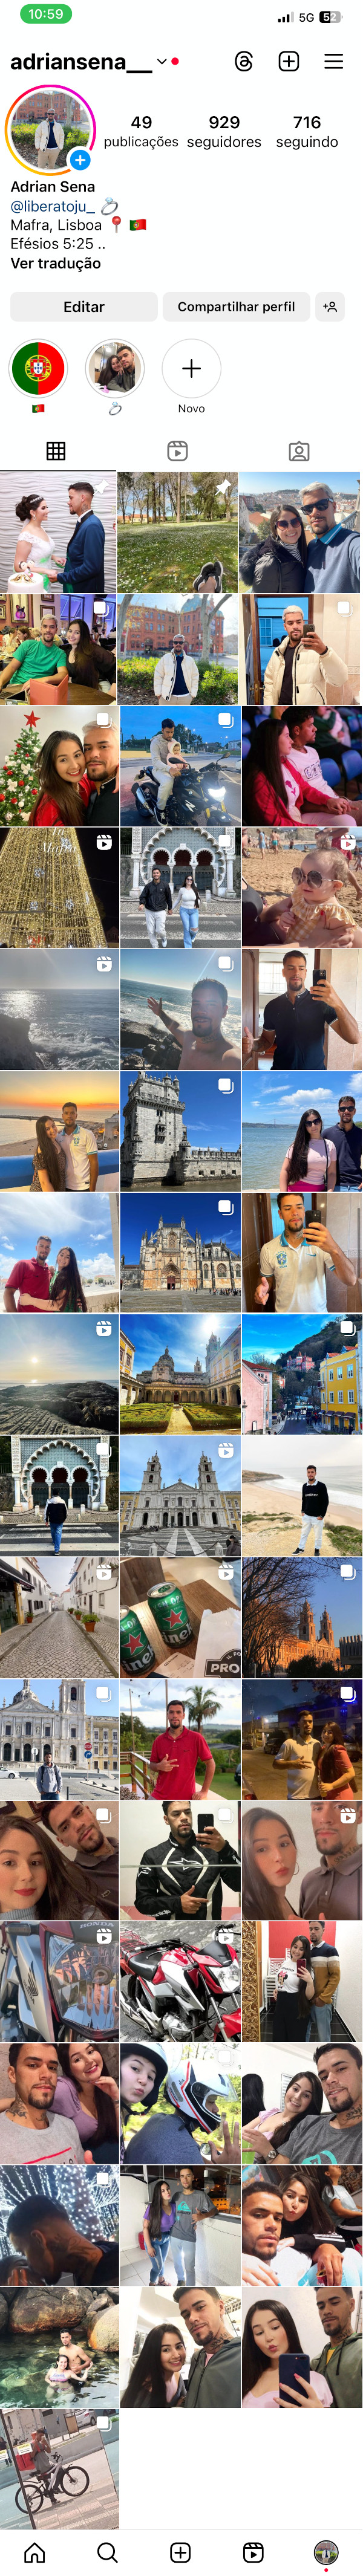 10:59
5G 52
adriansena__
49 929 716
publicações seguidores seguindo
Adrian Sena
@liberatoju_ 💍
Mafra, Lisboa 📍 🇵🇹
Efésios 5:25 ..
Ver tradução
Editar Compartilhar perfil
🇵🇹 💍 Novo
HONDA
PRO